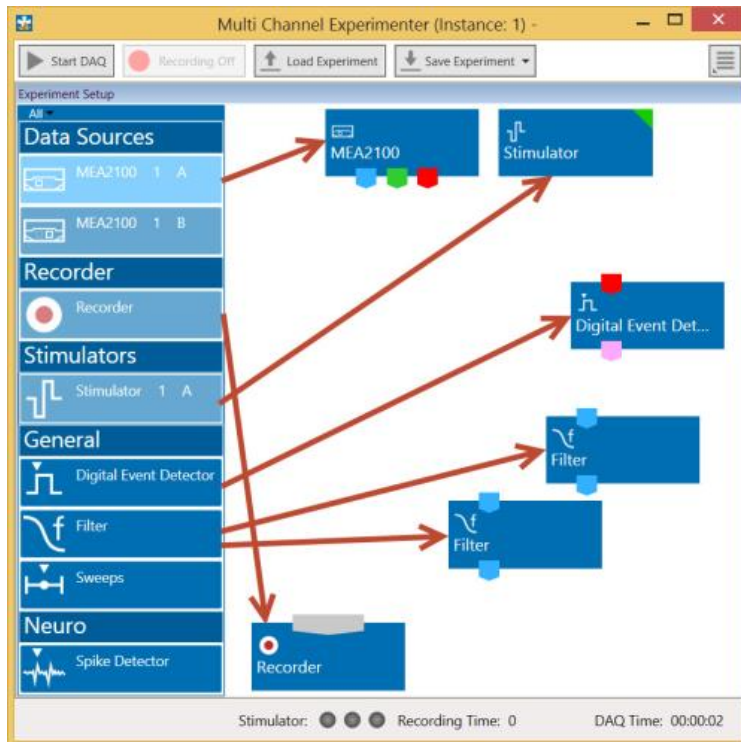 Multi Channel Experimenter (Instance: 1) -
Start DAQ
Recording Off
Load Experiment
Save Experiment
Experiment Setup
All
Data Sources
MEA2100 1 A
MEA2100 1 B
Recorder
Recorder
Stimulators
Stimulator 1 A
General
Digital Event Detector
Filter
Sweeps
Neuro
Spike Detector
MEA2100
Stimulator
Digital Event Det...
Filter
Filter
Recorder
Stimulator:
Recording Time: 0
DAQ Time: 00:00:02